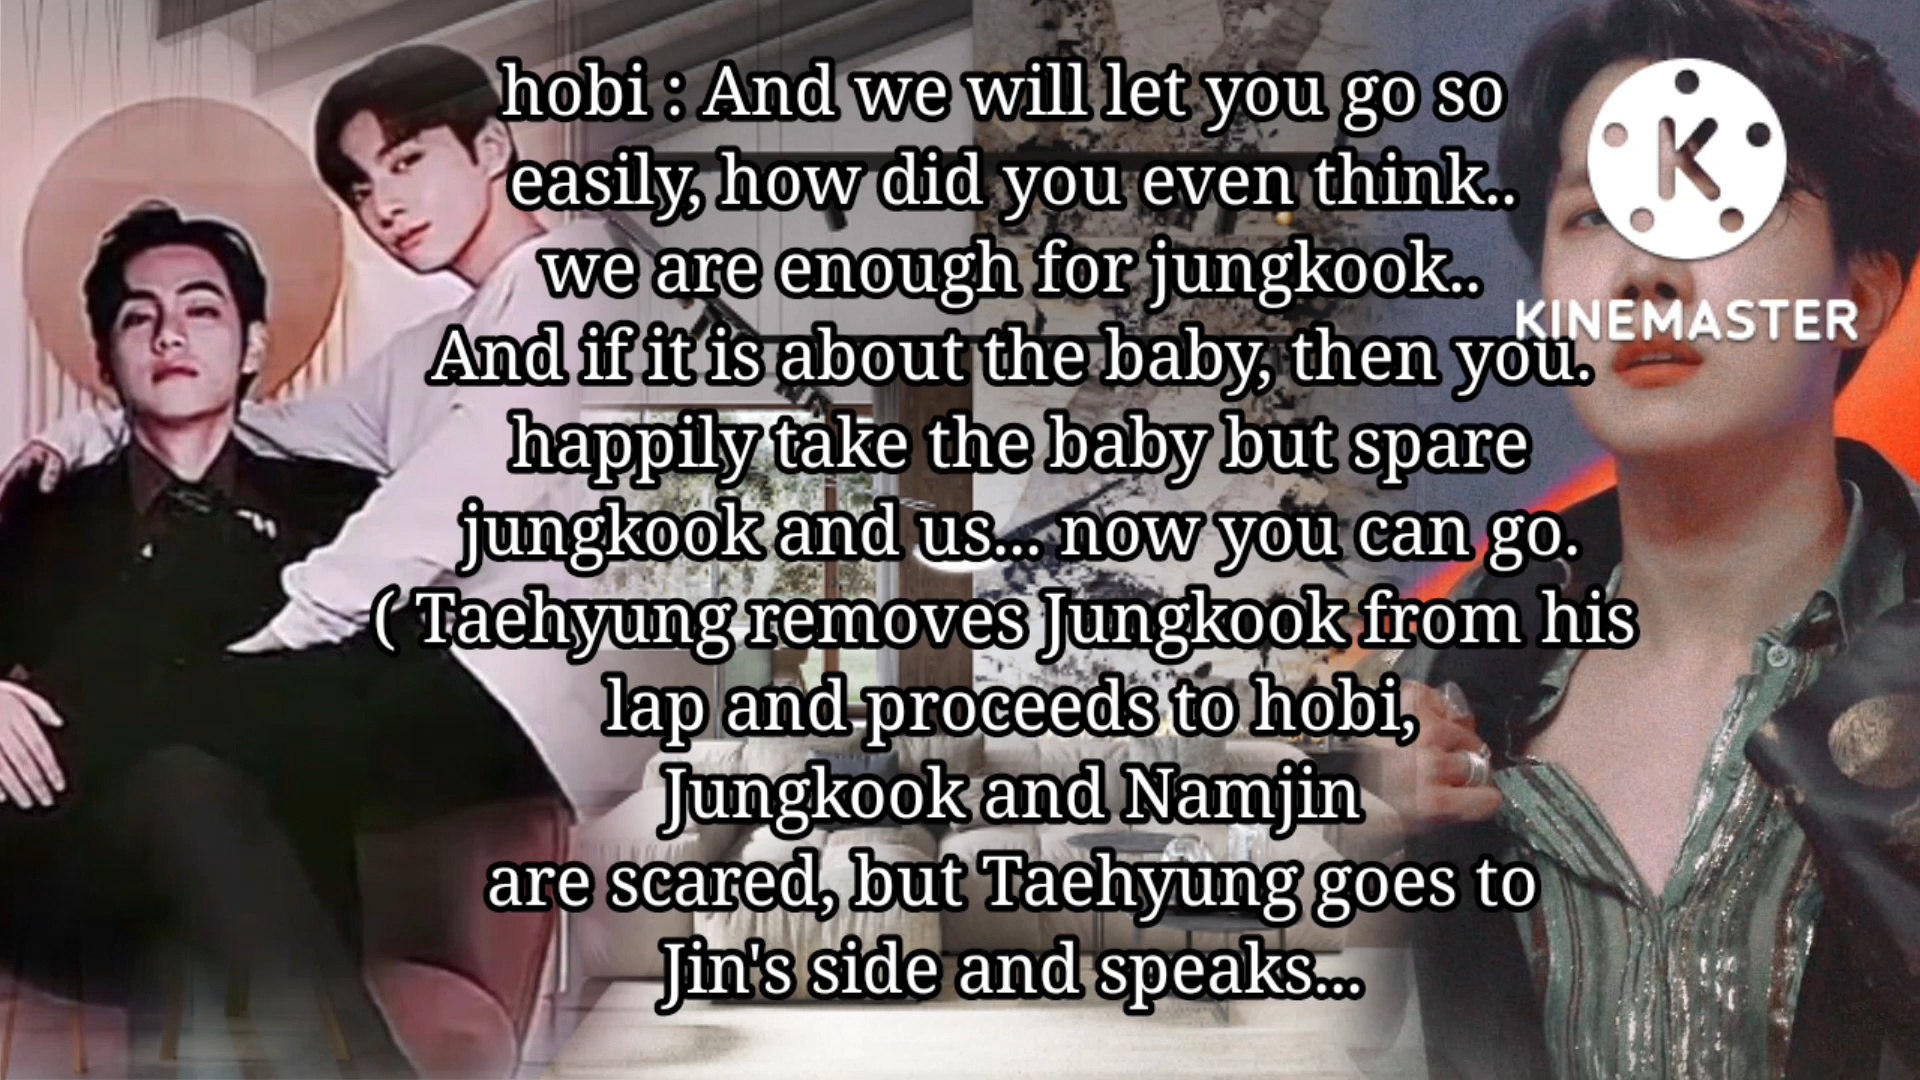 hobi : And we will let you go so
easily, how did you even think..
we are enough for jungkook..
And if it is about the baby, then you.
happily take the baby but spare
jungkook and us... now you can go.
( Taehyung removes Jungkook from his
lap and proceeds to hobi,
Jungkook and Namjin
are scared, but Taehyung goes to
Jin's side and speaks...
K
KINEMASTER